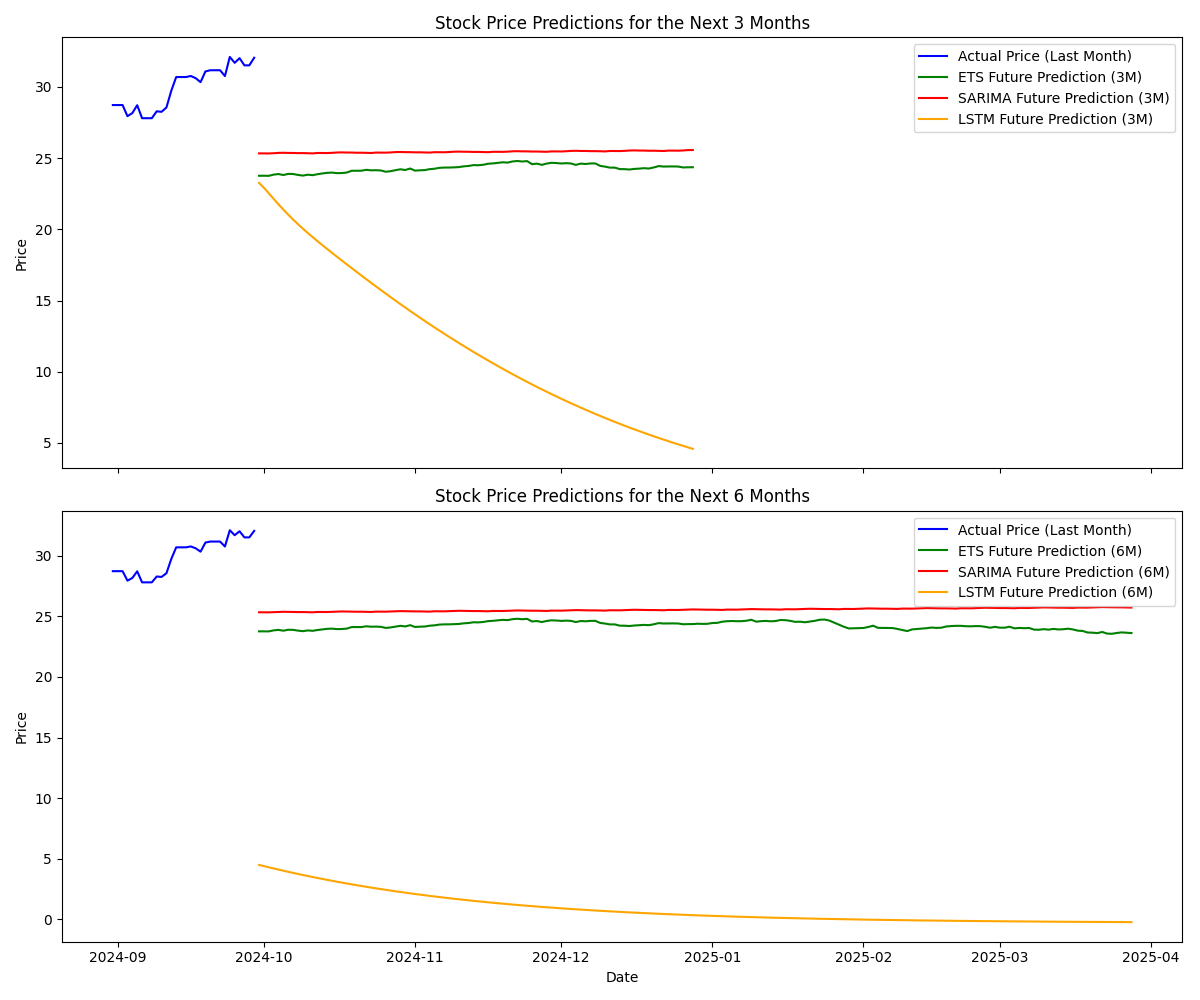 Stock Price Predictions for the Next 3 Months
Actual Price (Last Month)
ETS Future Prediction (3M)
SARIMA Future Prediction (3M)
LSTM Future Prediction (3M)
Price
30
25
20
15
10
5
Stock Price Predictions for the Next 6 Months
Actual Price (Last Month)
ETS Future Prediction (6M)
SARIMA Future Prediction (6M)
LSTM Future Prediction (6M)
Price
30
25
20
15
10
5
0
2024-09 2024-10 2024-11 2024-12 2025-01 2025-02 2025-03 2025-04
Date